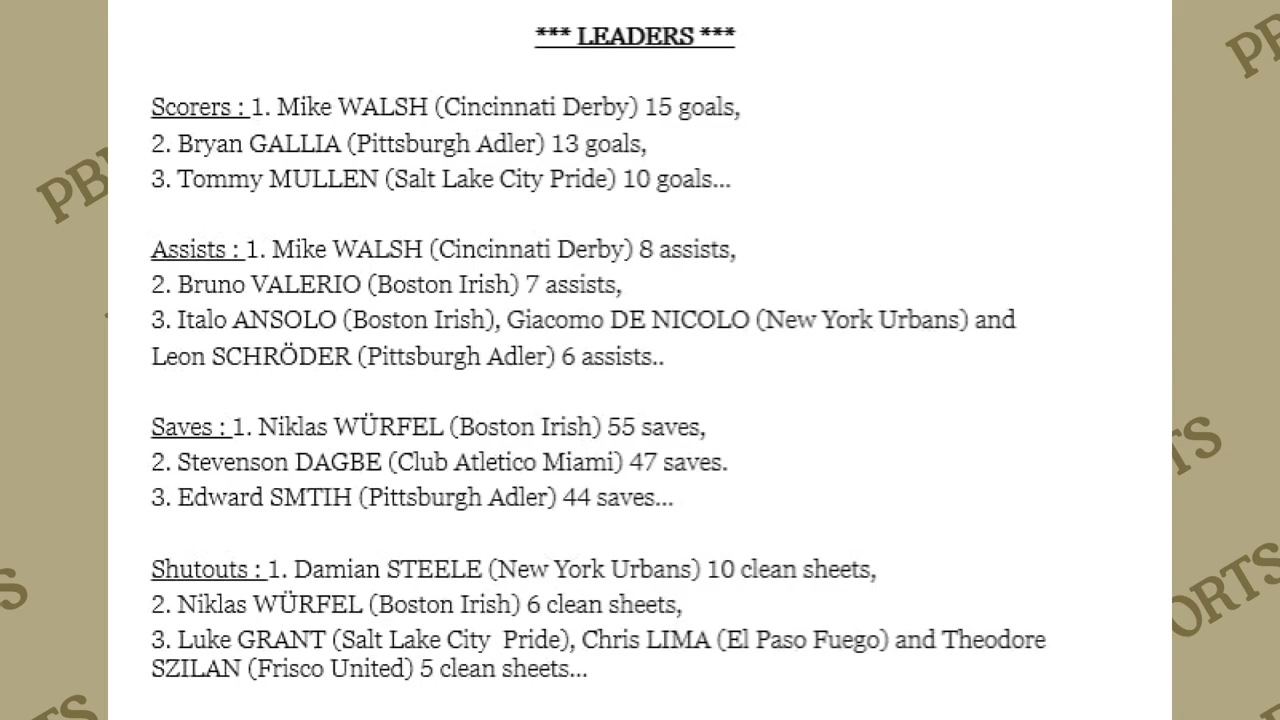 *** LEADERS ***
Scorers : 1. Mike WALSH (Cincinnati Derby) 15 goals,
2. Bryan GALLIA (Pittsburgh Adler) 13 goals,
3. Tommy MULLEN (Salt Lake City Pride) 10 goals...
Assists : 1. Mike WALSH (Cincinnati Derby) 8 assists,
2. Bruno VALERIO (Boston Irish) 7 assists,
3. Italo ANSOLO (Boston Irish), Giacomo DE NICOLO (New York Urbans) and
Leon SCHRÖDER (Pittsburgh Adler) 6 assists..
Saves : 1. Niklas WÜRFEL (Boston Irish) 55 saves,
2. Stevenson DAGBE (Club Atletico Miami) 47 saves.
3. Edward SMTIH (Pittsburgh Adler) 44 saves...
Shutouts : 1. Damian STEELE (New York Urbans) 10 clean sheets,
2. Niklas WÜRFEL (Boston Irish) 6 clean sheets,
3. Luke GRANT (Salt Lake City  Pride), Chris LIMA (El Paso Fuego) and Theodore
SZILAN (Frisco United) 5 clean sheets...